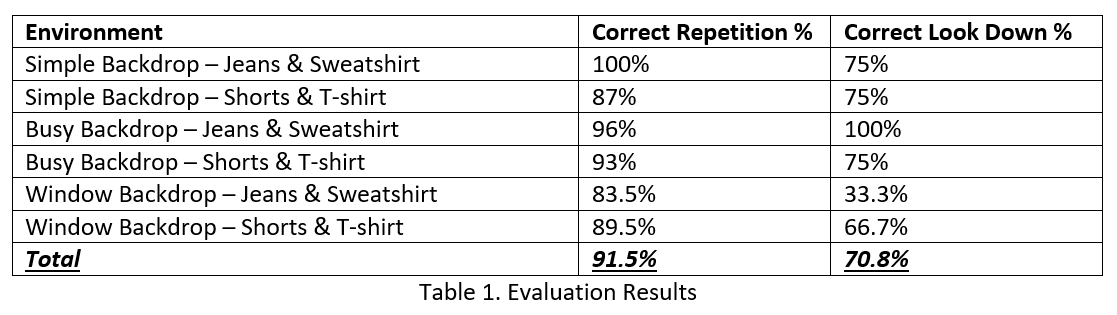 Environment Correct Repetition % Correct Look Down %
Simple Backdrop – Jeans & Sweatshirt 100% 75%
Simple Backdrop – Shorts & T-shirt 87% 75%
Busy Backdrop – Jeans & Sweatshirt 96% 100%
Busy Backdrop – Shorts & T-shirt 93% 75%
Window Backdrop – Jeans & Sweatshirt 83.5% 33.3%
Window Backdrop – Shorts & T-shirt 89.5% 66.7%
Total 91.5% 70.8%
Table 1. Evaluation Results